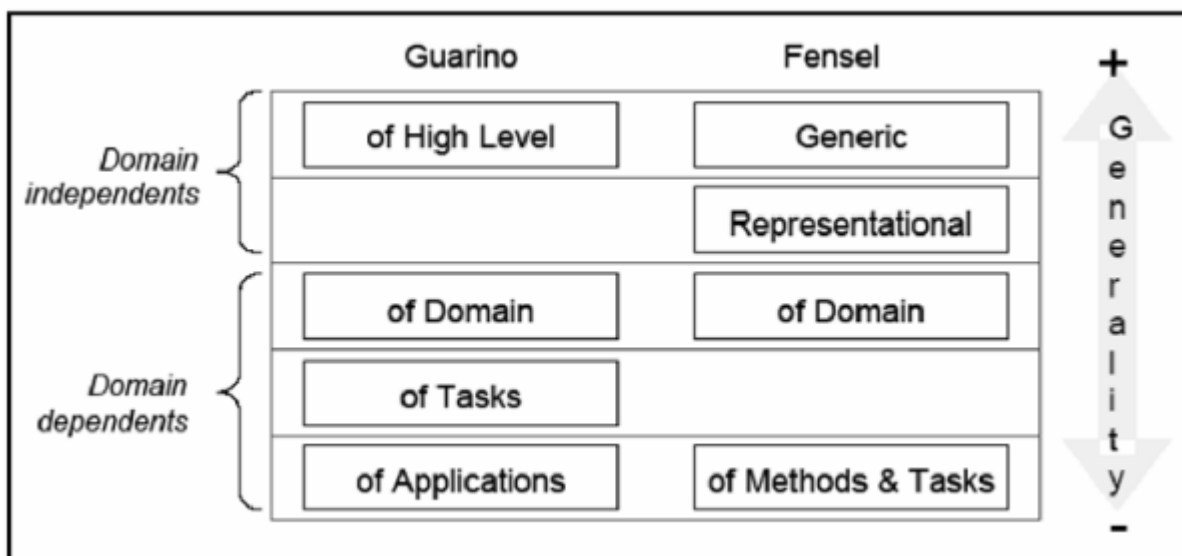 Guarino Fensel +
of High Level Generic
Domain
independents
Representational
of Domain of Domain
of Tasks
Domain
dependents
of Applications of Methods & Tasks
Generality
-